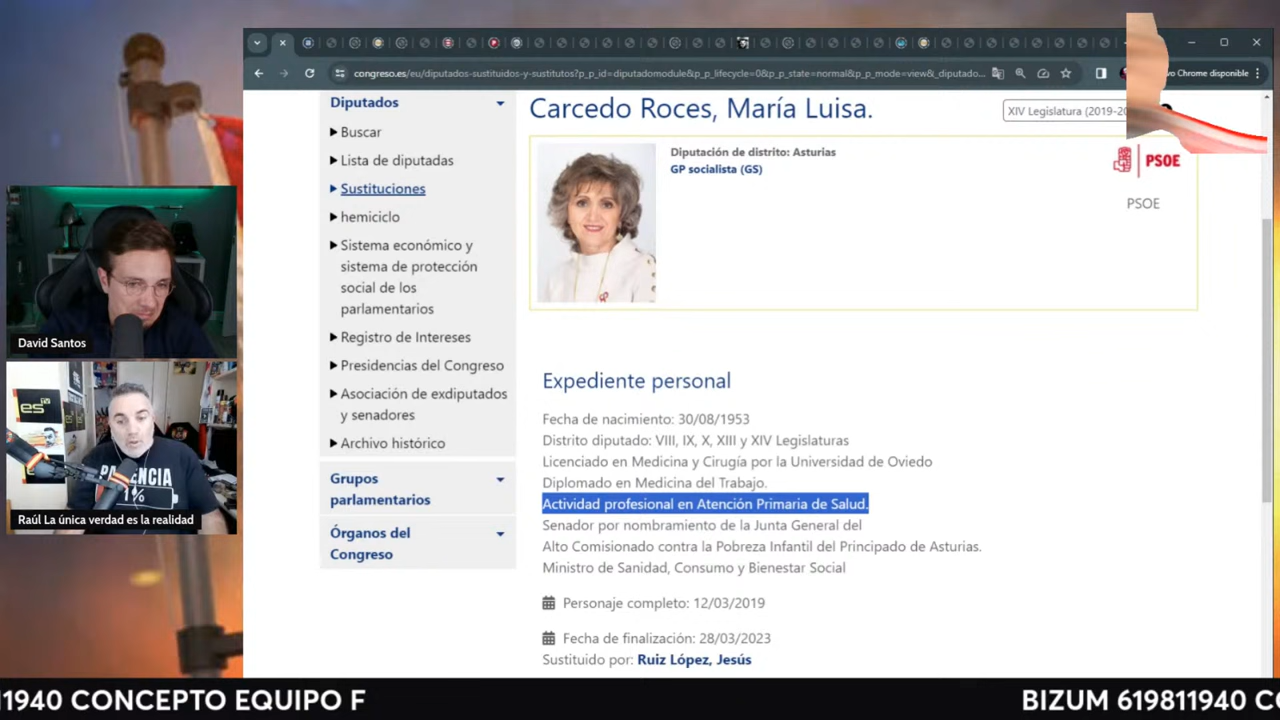 congreso.es/eu/diputados-sustituidos-y-sustitutos?p_p_id=diputadomodule&p_p_lifecycle=0&p_p_state=normal&p_p_mode=view&_diputado...
vo Chrome disponible
Diputados
Buscar
Lista de diputadas
Sustituciones
hemiciclo
Sistema económico y
sistema de protección
social de los
parlamentarios
Registro de Intereses
Presidencias del Congreso
Asociación de exdiputados
y senadores
Archivo histórico
Grupos
parlamentarios
Órganos del
Congreso
Carcedo Roces, María Luisa.
XIV Legislatura (2019-20
Diputación de distrito: Asturias
GP socialista (GS)
PSOE
PSOE
Expediente personal
Fecha de nacimiento: 30/08/1953
Distrito diputado: VIII, IX, X, XIII y XIV Legislaturas
Licenciado en Medicina y Cirugía por la Universidad de Oviedo
Diplomado en Medicina del Trabajo.
Actividad profesional en Atención Primaria de Salud.
Senador por nombramiento de la Junta General del
Alto Comisionado contra la Pobreza Infantil del Principado de Asturias.
Ministro de Sanidad, Consumo y Bienestar Social
Personaje completo: 12/03/2019
Fecha de finalización: 28/03/2023
Sustituido por: Ruiz López, Jesús
David Santos
es
Raúl La única verdad es la realidad
11940 CONCEPTO EQUIPO F
BIZUM 619811940 CO